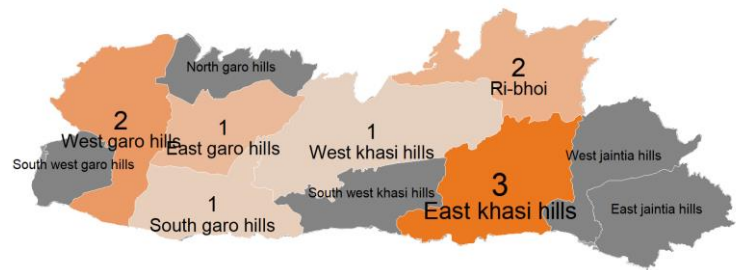 North garo hills
2
Ri-bhoi
2
West garo hills
1
East garo hills
1
West khasi hills
West jaintia hills
South west garo hills
South west khasi hills
3
East khasi hills
East jaintia hills
1
South garo hills